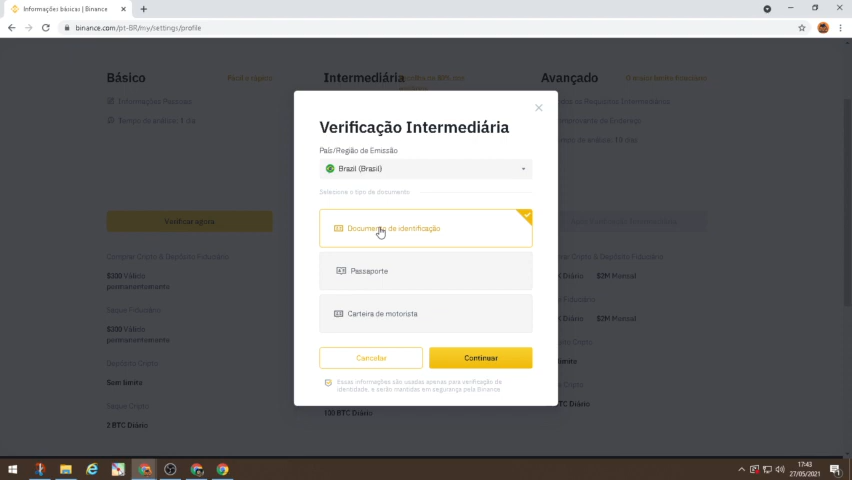 Informações básicas | Binance
binance.com/pt-BR/my/settings/profile
Básico
Intermediária
Avançado
Informações Pessoais
Tempo de análise: 1 dia
Verificar agora
Comprar Cripto & Depósito Fiduciário
$300 Válido
permanentemente
Saque Fiduciário
$300 Válido
permanentemente
Depósito Cripto
Sem limite
Saque Cripto
2 BTC Diário
Verificação Intermediária
País/Região de Emissão
Brazil (Brasil)
Selecione o tipo de documento
Documento de identificação
Passaporte
Carteira de motorista
Cancelar
Continuar
Essas informações são usadas apenas para verificação de
identidade, e serão mantidas em segurança pela Binance
100 BTC Diário
$2M Mensal
$2M Mensal
BTC Diário
17:43
27/05/2021